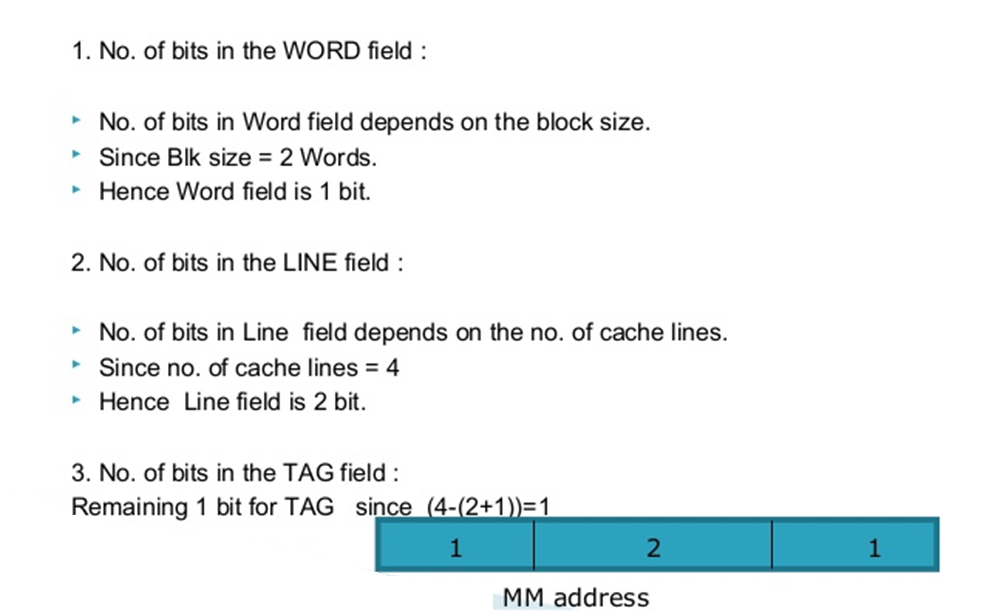 1. No. of bits in the WORD field :
► No. of bits in Word field depends on the block size.
► Since Blk size = 2 Words.
► Hence Word field is 1 bit.
2. No. of bits in the LINE field :
► No. of bits in Line field depends on the no. of cache lines.
► Since no. of cache lines = 4
► Hence Line field is 2 bit.
3. No. of bits in the TAG field :
Remaining 1 bit for TAG since (4-(2+1))=1
1 2 1
MM address